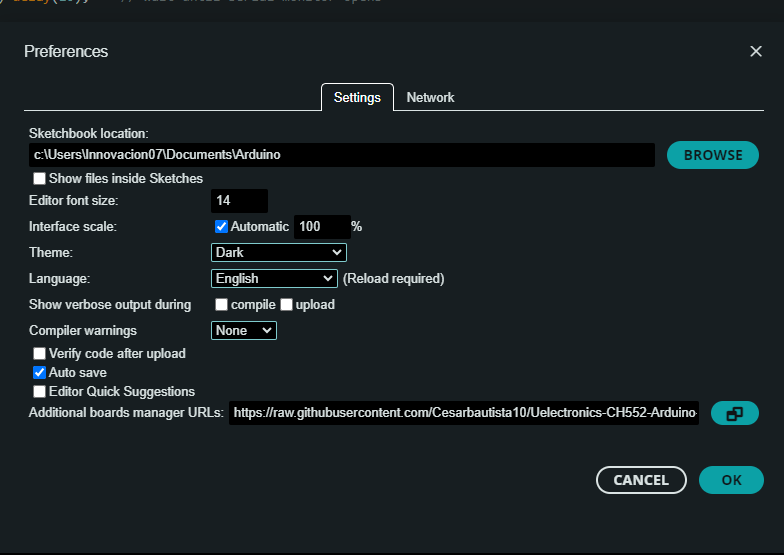 Preferences
Settings Network
Sketchbook location:
c:\Users\Innovacion07\Documents\Arduino
BROWSE
Show files inside Sketches
Editor font size: 14
Interface scale: Automatic 100 %
Theme: Dark
Language: English (Reload required)
Show verbose output during compile upload
Compiler warnings None
Verify code after upload
Auto save
Editor Quick Suggestions
Additional boards manager URLs: https://raw.githubusercontent.com/Cesarbautista10/Uelectronics-CH552-Arduino-
CANCEL OK